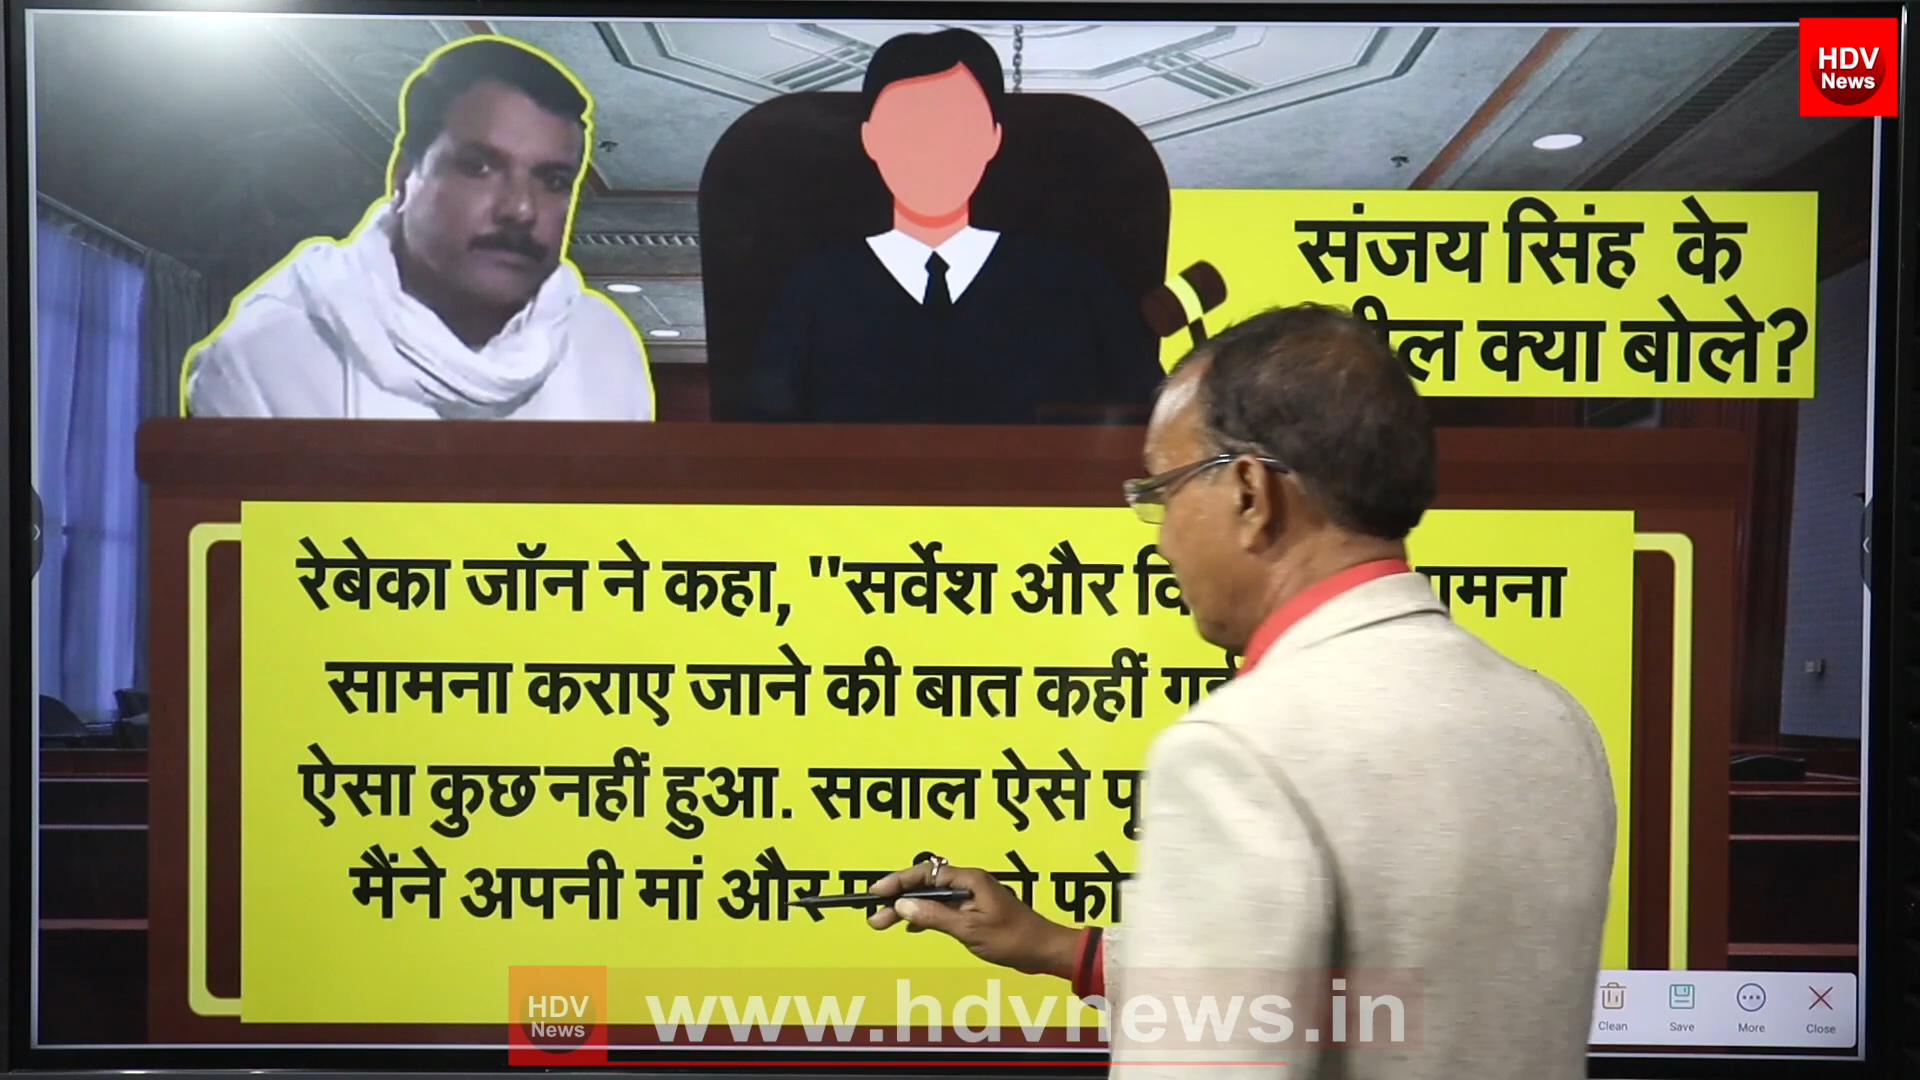 HDV
News
संजय सिंह के
क्या बोले?
रेबेका जॉन ने कहा, "सर्वेश और
सामना कराए जाने की बात कहीं
ऐसा कुछ नहीं हुआ. सवाल ऐसे
मैंने अपनी मां और
HDV
News
www.hdvnews.in
Clean
Save
More
Close